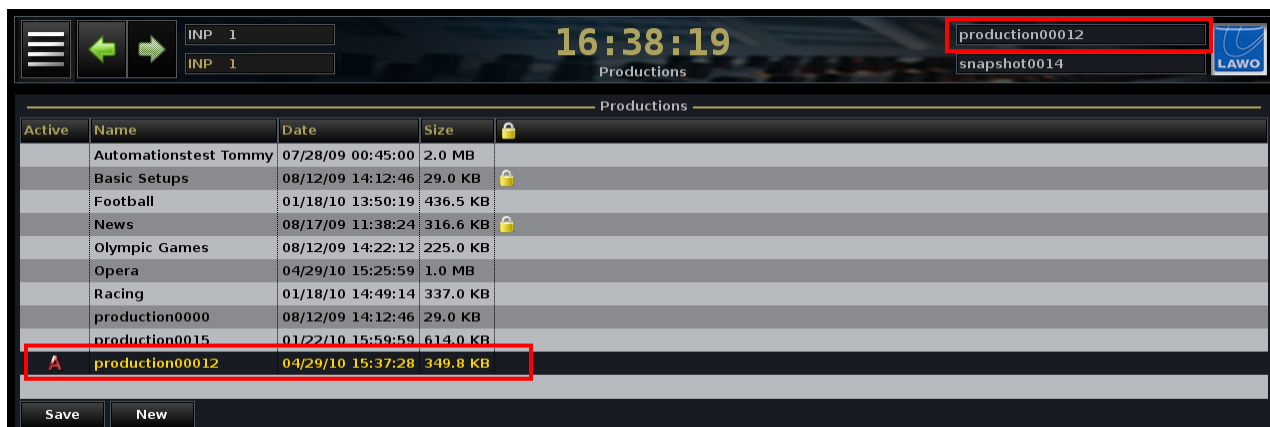 INP 1
INP 1
16:38:19
Productions
production00012
snapshot0014
LAWO
Productions
Active Name Date Size
Automationstest Tommy 07/28/09 00:45:00 2.0 MB
Basic Setups 08/12/09 14:12:46 29.0 KB
Football 01/18/10 13:50:19 436.5 KB
News 08/17/09 11:38:24 316.6 KB
Olympic Games 08/12/09 14:22:12 225.0 KB
Opera 04/29/10 15:25:59 1.0 MB
Racing 01/18/10 14:49:14 337.0 KB
production0000 08/12/09 14:12:46 29.0 KB
production0015 01/22/10 15:59:59 614.0 KB
A production00012 04/29/10 15:37:28 349.8 KB
Save New